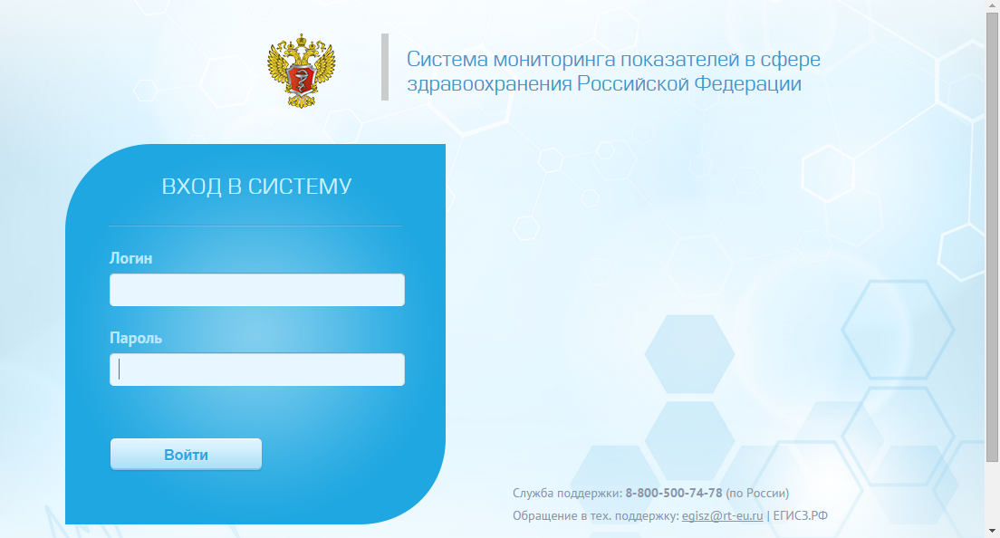 Система мониторинга показателей в сфере
здравоохранения Российской Федерации
ВХОД В СИСТЕМУ
Логин
Пароль
Войти
Служба поддержки: 8-800-500-74-78 (по России)
Обращение в тех. поддержку: egisz@rt-eu.ru | ЕГИСЗ.РФ